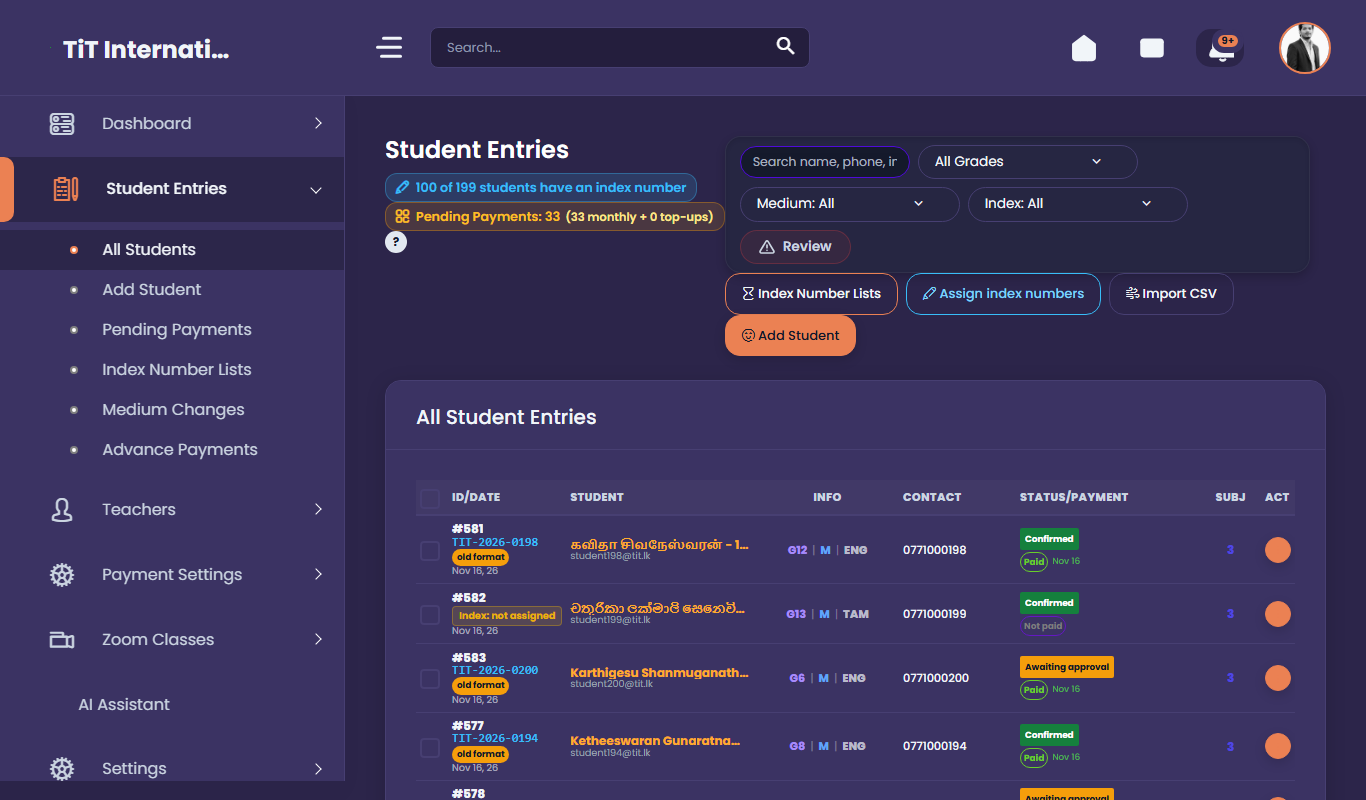 TiT Internati...
Search...
9+
Dashboard
Student Entries
All Students
Add Student
Pending Payments
Index Number Lists
Medium Changes
Advance Payments
Teachers
Payment Settings
Zoom Classes
AI Assistant
Settings
Student Entries
100 of 199 students have an index number
Pending Payments: 33 (33 monthly + 0 top-ups)
?
Search name, phone, in
All Grades
Medium: All
Index: All
Review
Index Number Lists
Assign index numbers
Import CSV
Add Student
All Student Entries
ID/DATE STUDENT INFO CONTACT STATUS/PAYMENT SUBJ ACT
#581
TIT-2026-0198
old format
Nov 16, 26
கவிதா சிவநேஸ்வரன் - 1...
student198@tit.lk
G12 | M | ENG
0771000198
Confirmed
Paid Nov 16
3
#582
Index: not assigned
Nov 16, 26
චතුරිකා ලක්මාලි සෙනෙවි...
student199@tit.lk
G13 | M | TAM
0771000199
Confirmed
Not paid
3
#583
TIT-2026-0200
old format
Nov 16, 26
Karthigesu Shanmuganath...
student200@tit.lk
G6 | M | ENG
0771000200
Awaiting approval
Paid Nov 16
3
#577
TIT-2026-0194
old format
Nov 16, 26
Ketheeswaran Gunaratna...
student194@tit.lk
G8 | M | ENG
0771000194
Confirmed
Paid Nov 16
3
#578
Awaiting approval